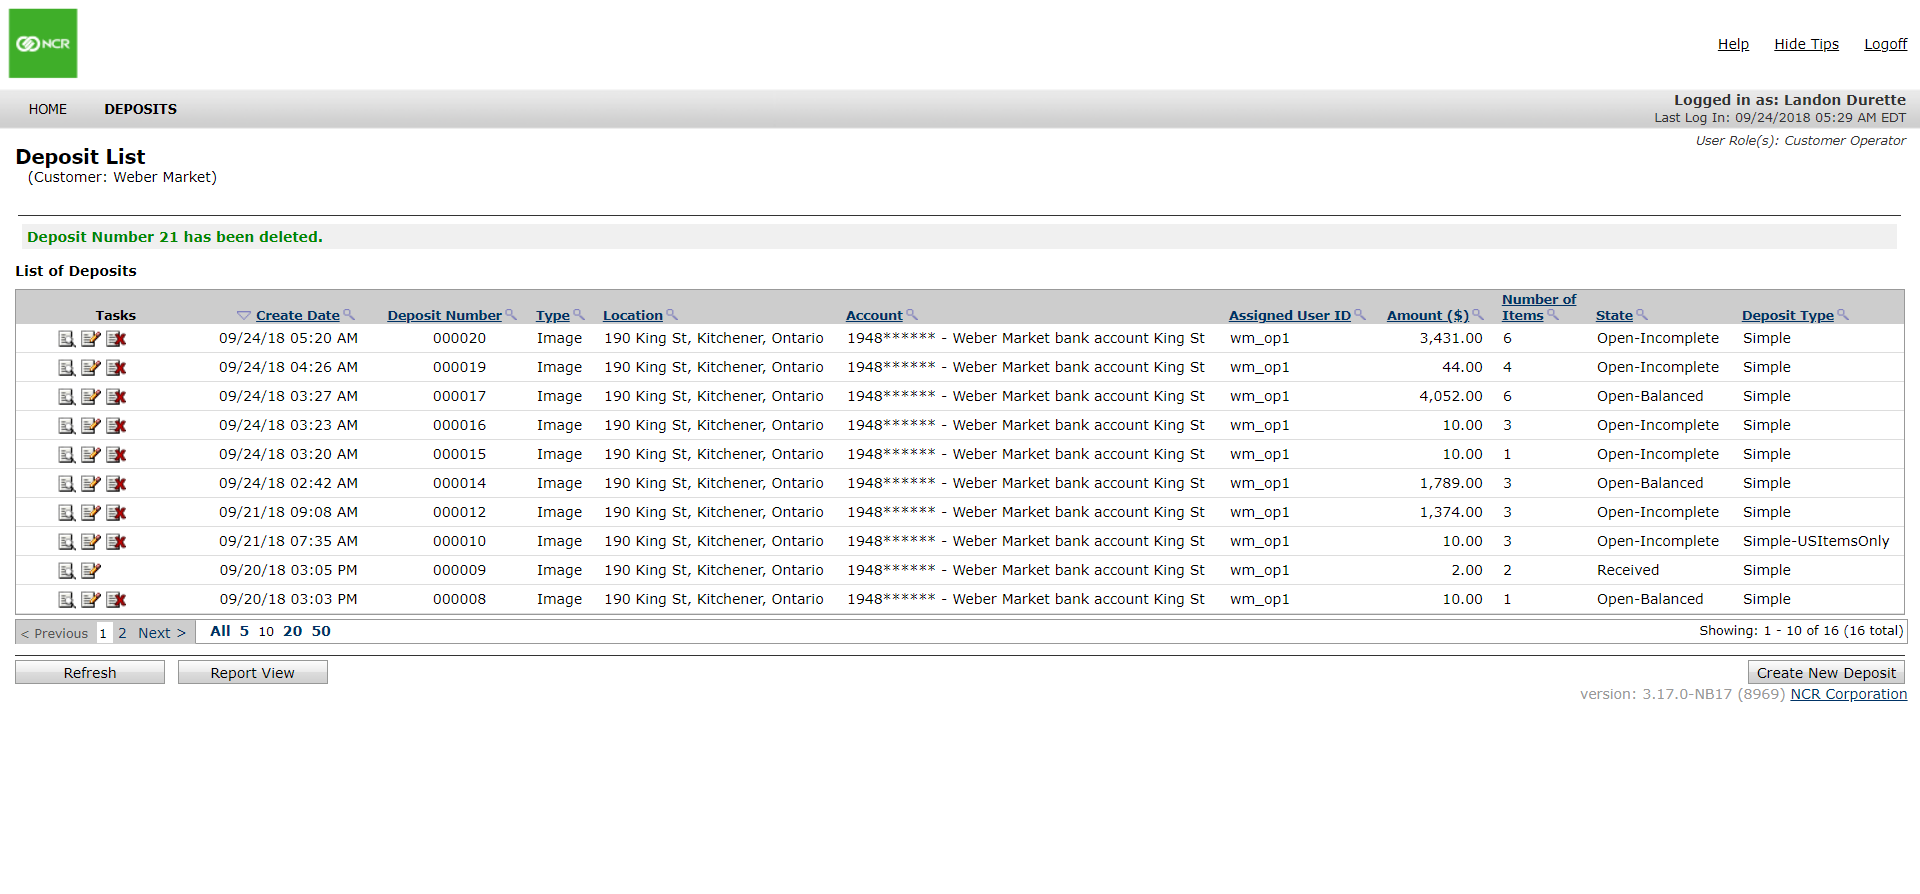 NCR
Help Hide Tips Logoff
HOME DEPOSITS
Logged in as: Landon Durette
Last Log In: 09/24/2018 05:29 AM EDT
User Role(s): Customer Operator
Deposit List
(Customer: Weber Market)
Deposit Number 21 has been deleted.
List of Deposits
Tasks Create Date Deposit Number Type Location Account Assigned User ID Amount ($) Number of Items State Deposit Type
09/24/18 05:20 AM 000020 Image 190 King St, Kitchener, Ontario 1948****** - Weber Market bank account King St wm_op1 3,431.00 6 Open-Incomplete Simple
09/24/18 04:26 AM 000019 Image 190 King St, Kitchener, Ontario 1948****** - Weber Market bank account King St wm_op1 44.00 4 Open-Incomplete Simple
09/24/18 03:27 AM 000017 Image 190 King St, Kitchener, Ontario 1948****** - Weber Market bank account King St wm_op1 4,052.00 6 Open-Balanced Simple
09/24/18 03:23 AM 000016 Image 190 King St, Kitchener, Ontario 1948****** - Weber Market bank account King St wm_op1 10.00 3 Open-Incomplete Simple
09/24/18 03:20 AM 000015 Image 190 King St, Kitchener, Ontario 1948****** - Weber Market bank account King St wm_op1 10.00 1 Open-Incomplete Simple
09/24/18 02:42 AM 000014 Image 190 King St, Kitchener, Ontario 1948****** - Weber Market bank account King St wm_op1 1,789.00 3 Open-Balanced Simple
09/21/18 09:08 AM 000012 Image 190 King St, Kitchener, Ontario 1948****** - Weber Market bank account King St wm_op1 1,374.00 3 Open-Incomplete Simple
09/21/18 07:35 AM 000010 Image 190 King St, Kitchener, Ontario 1948****** - Weber Market bank account King St wm_op1 10.00 3 Open-Incomplete Simple-USItemsOnly
09/20/18 03:05 PM 000009 Image 190 King St, Kitchener, Ontario 1948****** - Weber Market bank account King St wm_op1 2.00 2 Received Simple
09/20/18 03:03 PM 000008 Image 190 King St, Kitchener, Ontario 1948****** - Weber Market bank account King St wm_op1 10.00 1 Open-Balanced Simple
< Previous 1 2 Next > All 5 10 20 50 Showing: 1 - 10 of 16 (16 total)
Refresh Report View Create New Deposit
version: 3.17.0-NB17 (8969) NCR Corporation